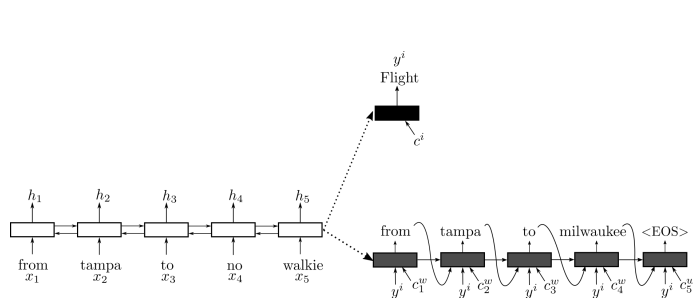 y^i
Flight
c^i
h_1 h_2 h_3 h_4 h_5
from tampa to no walkie
x_1 x_2 x_3 x_4 x_5
from tampa to milwaukee <EOS>
c_1^w c_2^w c_3^w c_4^w c_5^w
y^i y^i y^i y^i y^i